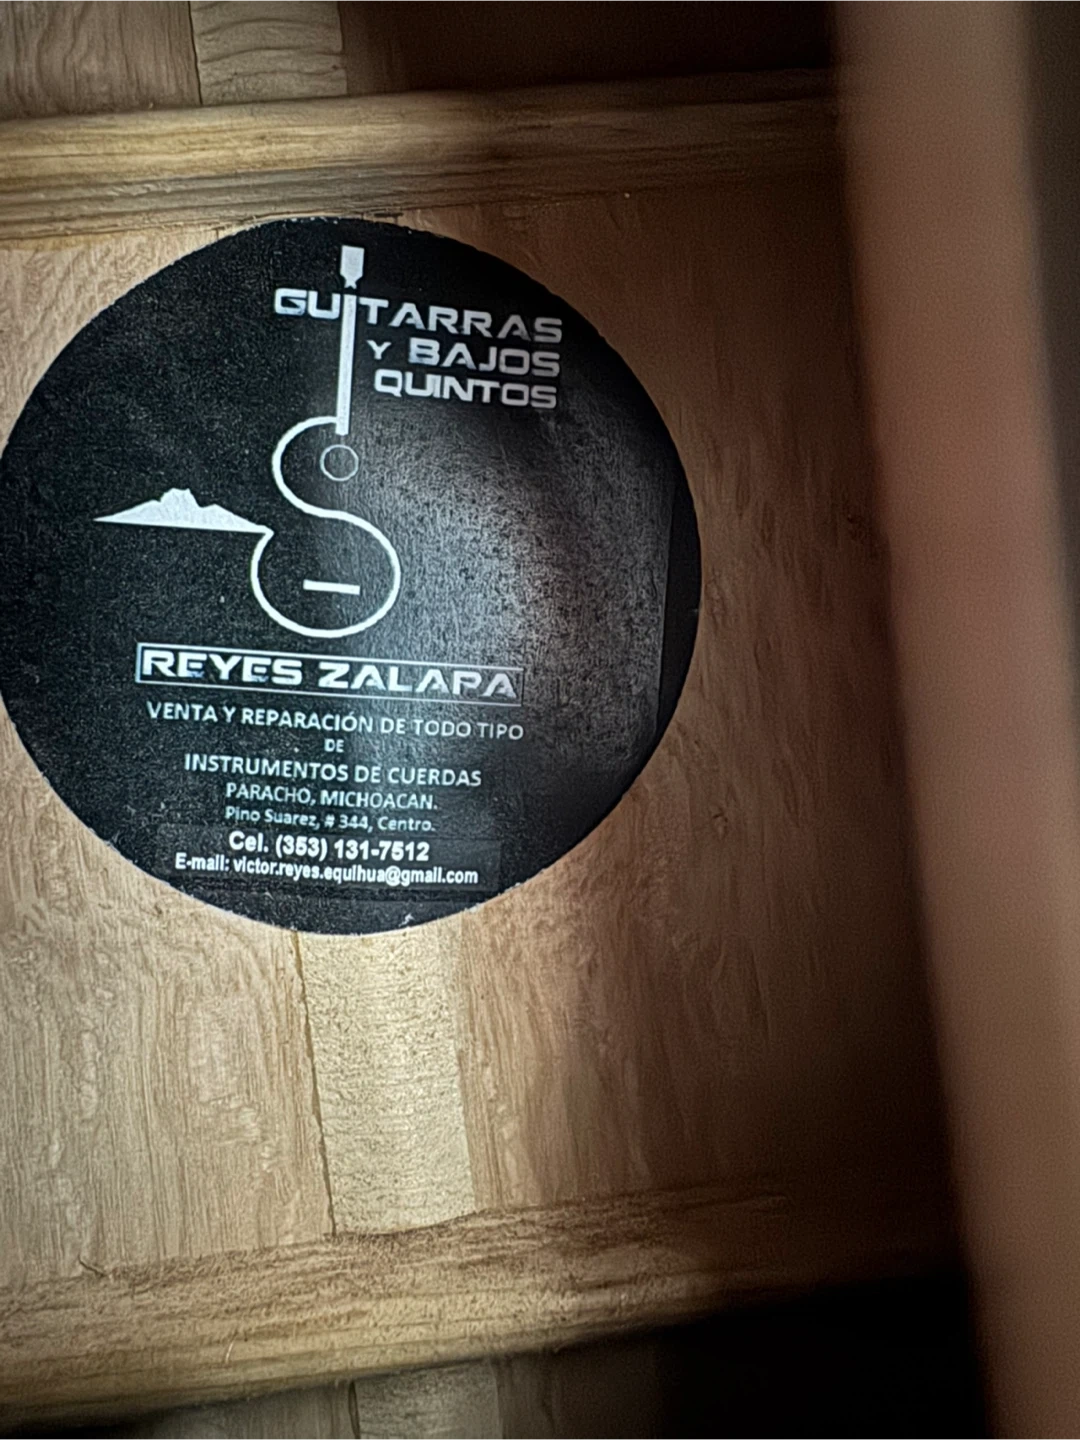 GUITARRAS
Y BAJOS
QUINTOS
REYES ZALAPA
VENTA Y REPARACIÓN DE TODO TIPO
DE
INSTRUMENTOS DE CUERDAS
PARACHO, MICHOACAN.
Pino Suarez, # 344, Centro.
Cel. (353) 131-7512
E-mail: victor.reyes.equihua@gmail.com